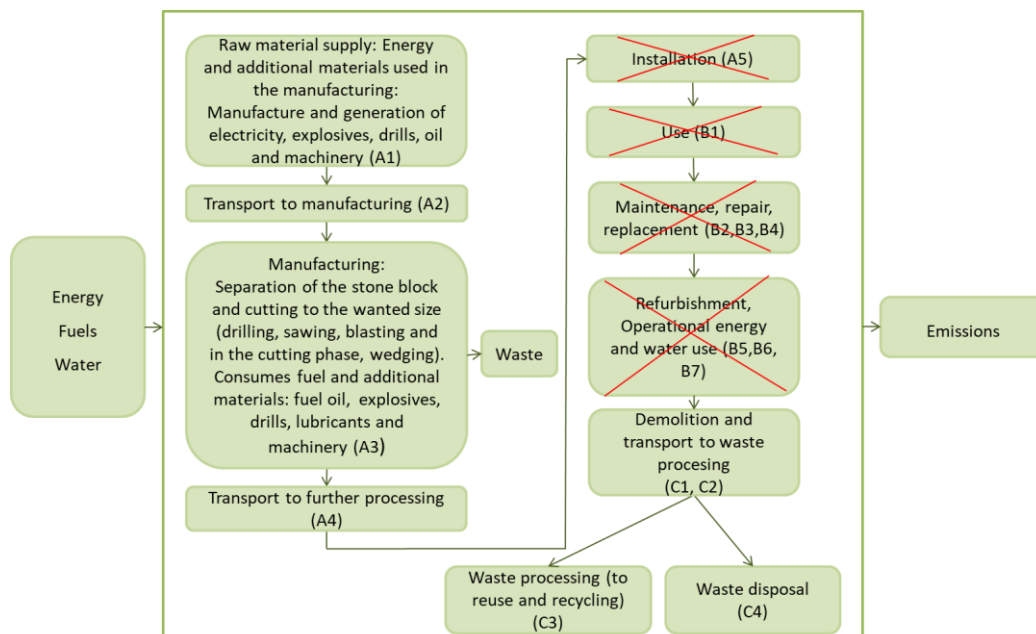 Energy
Fuels
Water
Raw material supply: Energy
and additional materials used in
the manufacturing:
Manufacture and generation of
electricity, explosives, drills, oil
and machinery (A1)
Transport to manufacturing (A2)
Manufacturing:
Separation of the stone block
and cutting to the wanted size
(drilling, sawing, blasting and
in the cutting phase, wedging).
Consumes fuel and additional
materials: fuel oil, explosives,
drills, lubricants and
machinery (A3)
Waste
Transport to further processing
(A4)
Installation (A5)
Use (B1)
Maintenance, repair,
replacement (B2,B3,B4)
Refurbishment,
Operational energy
and water use (B5,B6,
B7)
Demolition and
transport to waste
procesing
(C1, C2)
Waste processing (to
reuse and recycling)
(C3)
Waste disposal
(C4)
Emissions